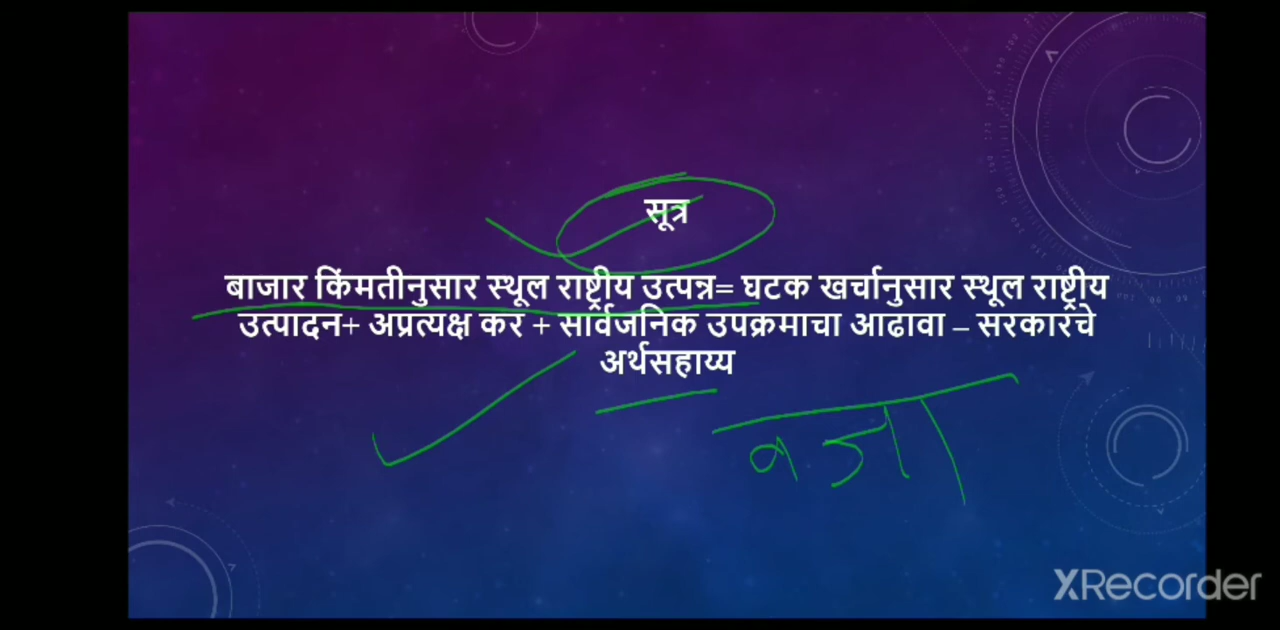 सूत्र
बाजार किंमतीनुसार स्थूल राष्ट्रीय उत्पन्न= घटक खर्चानुसार स्थूल राष्ट्रीय
उत्पादन+ अप्रत्यक्ष कर + सार्वजनिक उपक्रमाचा आढावा – सरकारचे
अर्थसहाय्य
वजा
XRecorder